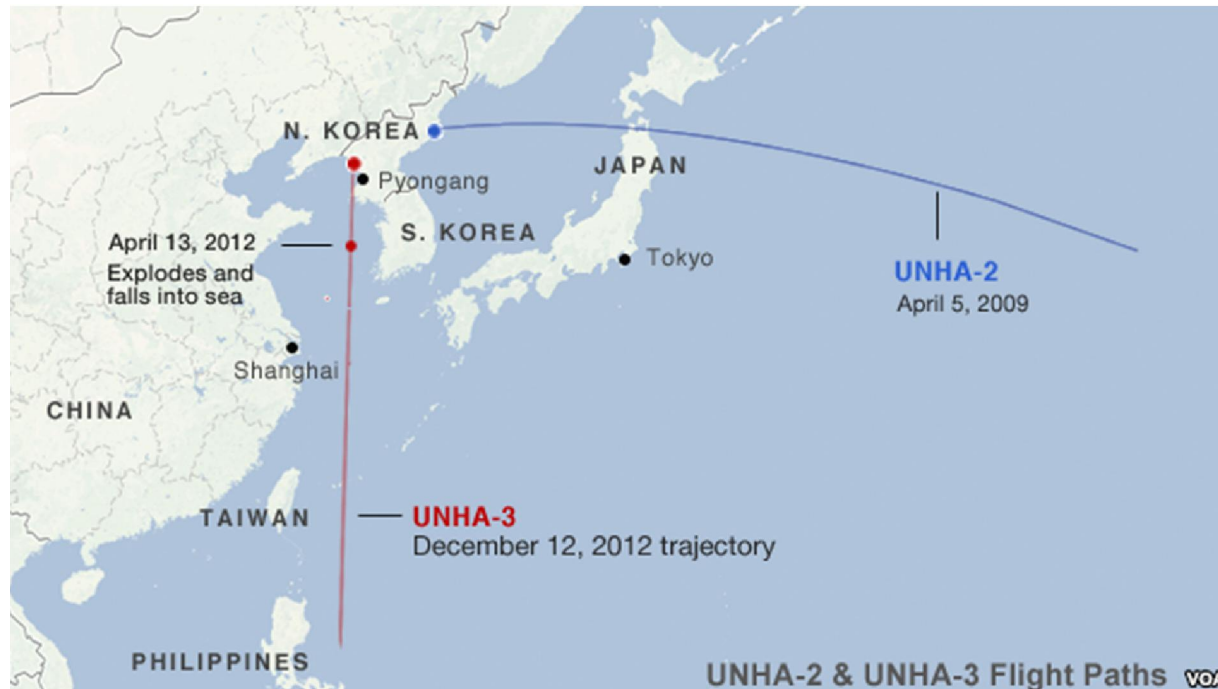 N. KOREA
JAPAN
Pyongang
S. KOREA
April 13, 2012
Explodes and
falls into sea
Tokyo
UNHA-2
April 5, 2009
Shanghai
CHINA
TAIWAN
UNHA-3
December 12, 2012 trajectory
PHILIPPINES
UNHA-2 & UNHA-3 Flight Paths
VOA